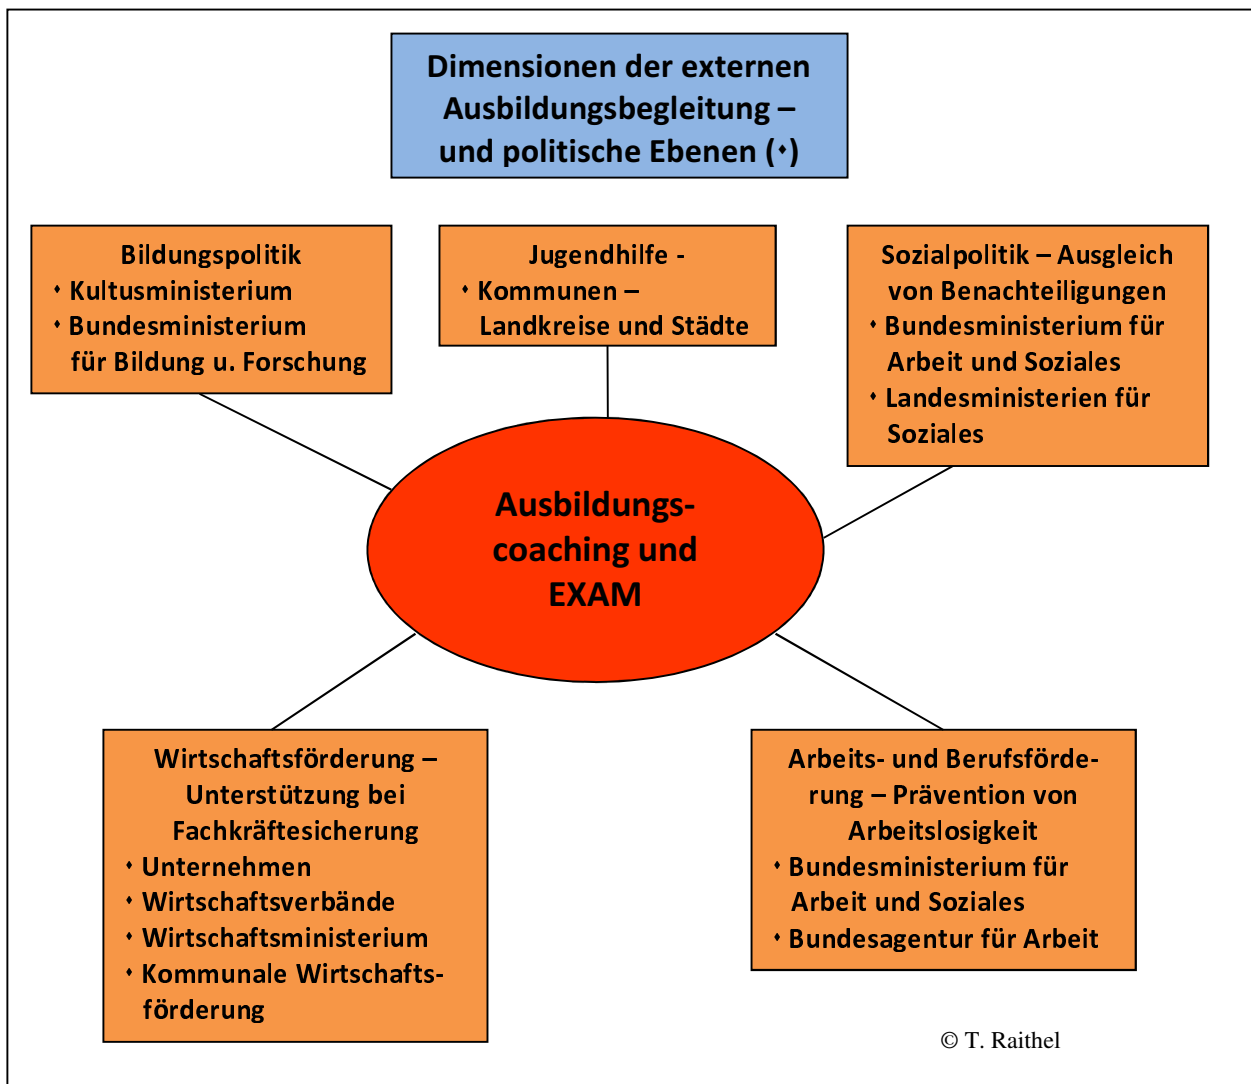 Dimensionen der externen
Ausbildungsbegleitung –
und politische Ebenen (⬩)
Bildungspolitik
⬩ Kultusministerium
⬩ Bundesministerium
für Bildung u. Forschung
Jugendhilfe -
⬩ Kommunen –
Landkreise und Städte
Sozialpolitik – Ausgleich
von Benachteiligungen
⬩ Bundesministerium für
Arbeit und Soziales
⬩ Landesministerien für
Soziales
Ausbildungs-
coaching und
EXAM
Wirtschaftsförderung –
Unterstützung bei
Fachkräftesicherung
⬩ Unternehmen
⬩ Wirtschaftsverbände
⬩ Wirtschaftsministerium
⬩ Kommunale Wirtschafts-
förderung
Arbeits- und Berufsförde-
rung – Prävention von
Arbeitslosigkeit
⬩ Bundesministerium für
Arbeit und Soziales
⬩ Bundesagentur für Arbeit
© T. Raithel